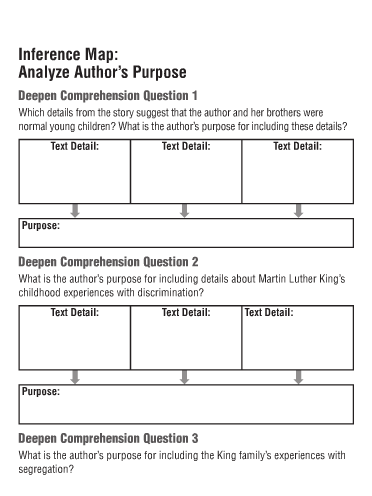 Inference Map:
Analyze Author's Purpose
Deepen Comprehension Question 1
Which details from the story suggest that the author and her brothers were
normal young children? What is the author's purpose for including these details?
Text Detail: Text Detail: Text Detail:
Purpose:
Deepen Comprehension Question 2
What is the author's purpose for including details about Martin Luther King's
childhood experiences with discrimination?
Text Detail: Text Detail: Text Detail:
Purpose:
Deepen Comprehension Question 3
What is the author's purpose for including the King family's experiences with
segregation?